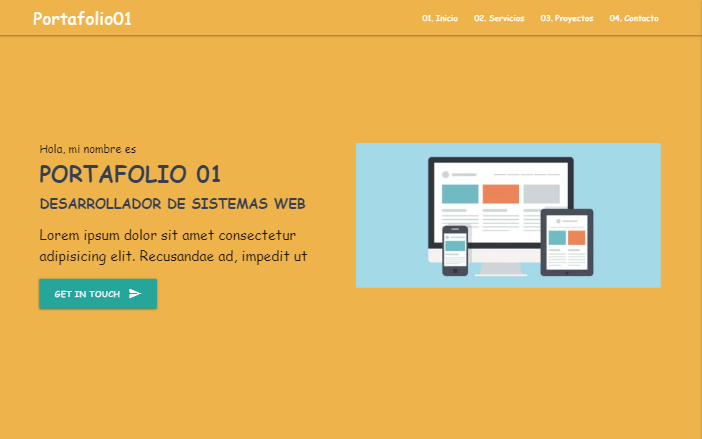 Portafolio01
01. Inicio 02. Servicios 03. Proyectos 04. Contacto
Hola, mi nombre es
PORTAFOLIO 01
DESARROLLADOR DE SISTEMAS WEB
Lorem ipsum dolor sit amet consectetur
adipisicing elit. Recusandae ad, impedit ut
GET IN TOUCH